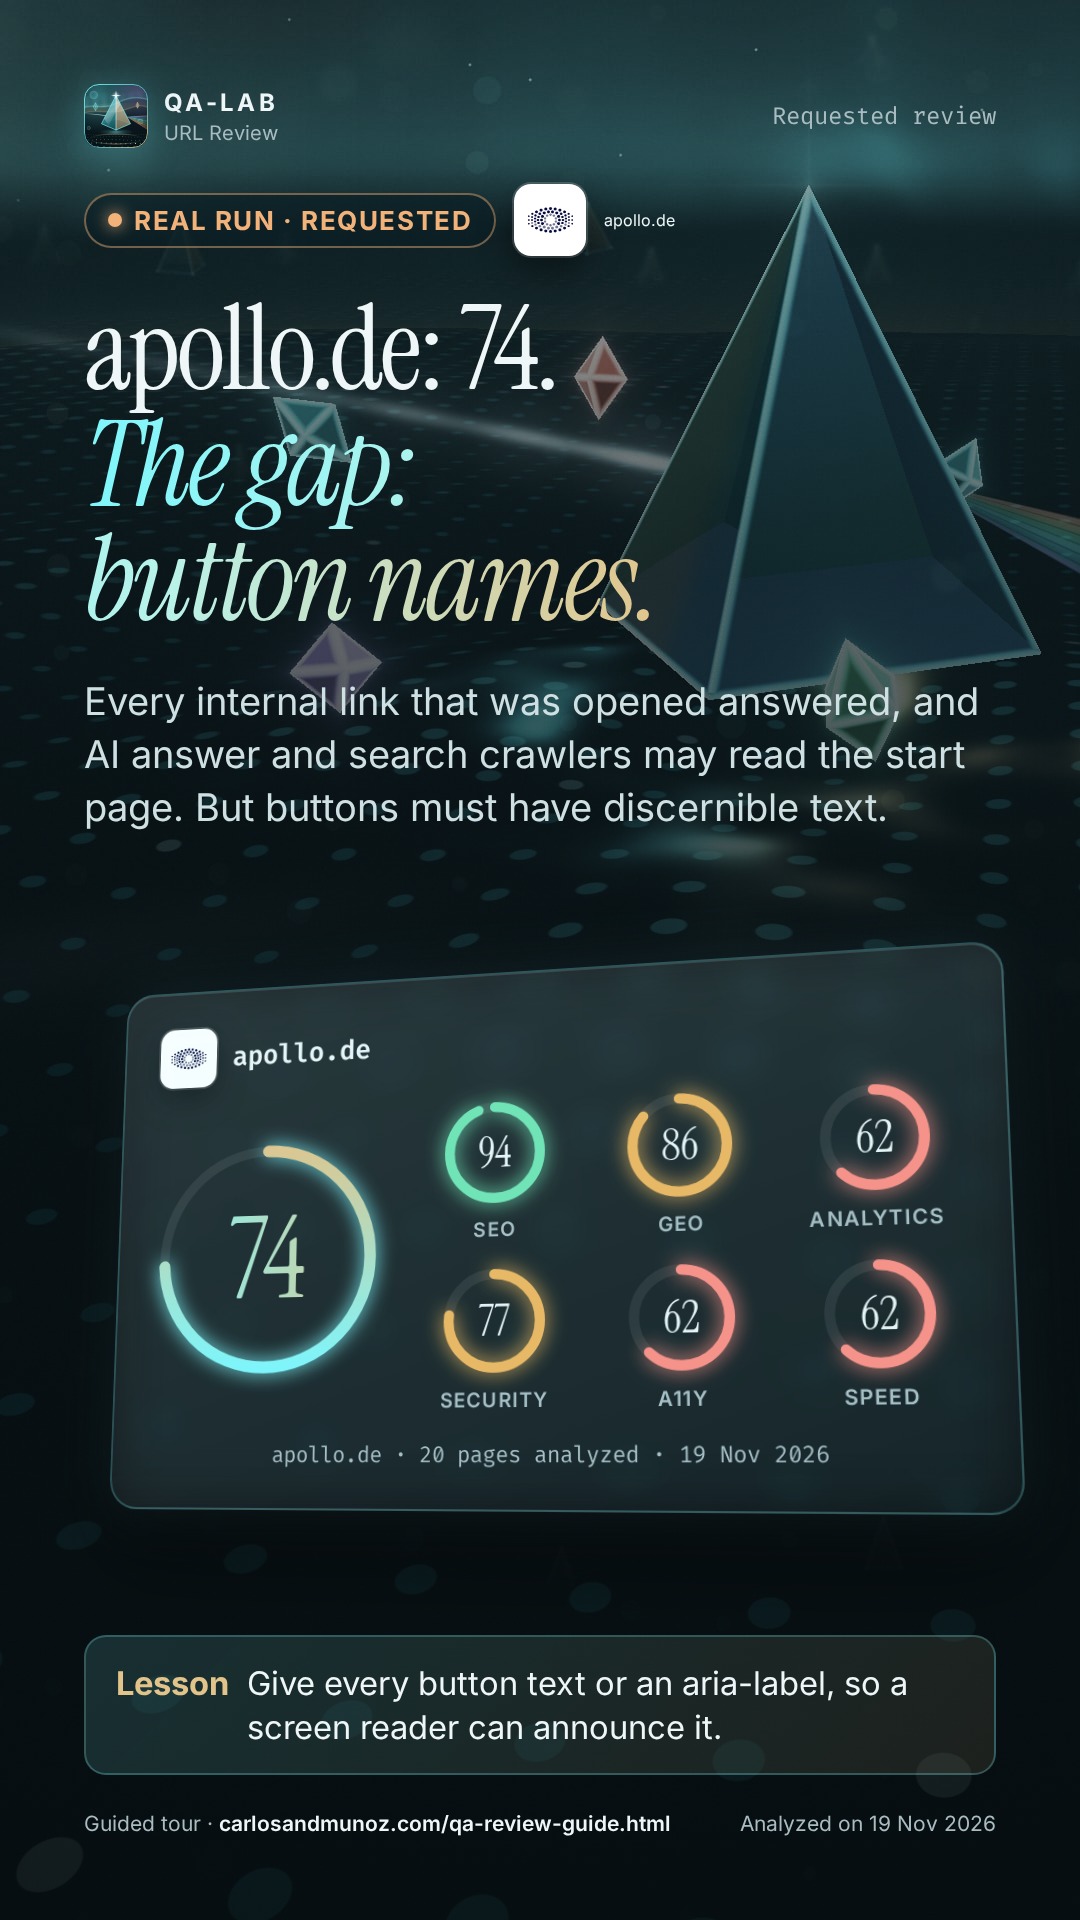 QA-LAB
URL Review
Requested review
REAL RUN · REQUESTED
apollo.de
apollo.de: 74.
The gap:
button names.
Every internal link that was opened answered, and
AI answer and search crawlers may read the start
page. But buttons must have discernible text.
apollo.de
74
94
SEO
86
GEO
62
ANALYTICS
77
SECURITY
62
A11Y
62
SPEED
apollo.de · 20 pages analyzed · 19 Nov 2026
Lesson Give every button text or an aria-label, so a
screen reader can announce it.
Guided tour · carlosandmunoz.com/qa-review-guide.html
Analyzed on 19 Nov 2026